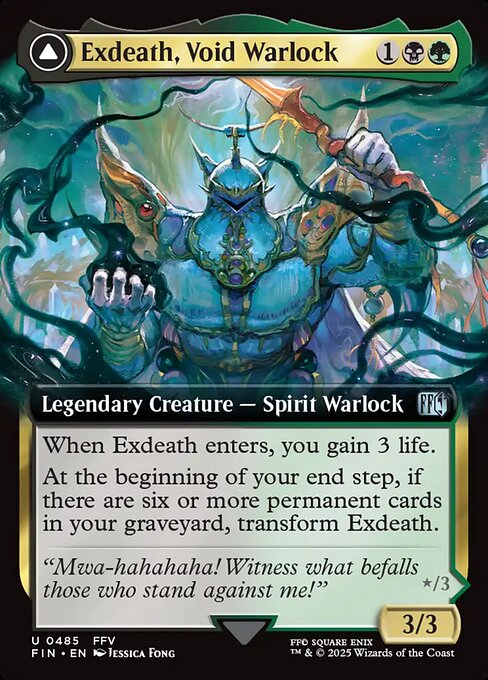 Exdeath, Void Warlock 1
Legendary Creature — Spirit Warlock FF
When Exdeath enters, you gain 3 life.
At the beginning of your end step, if
there are six or more permanent cards
in your graveyard, transform Exdeath.
“Mwa-hahahaha! Witness what befalls
those who stand against me!”
*/3
3/3
U 0485 FFV
FIN • EN Jessica Fong
FF© SQUARE ENIX
™ & © 2025 Wizards of the Coast